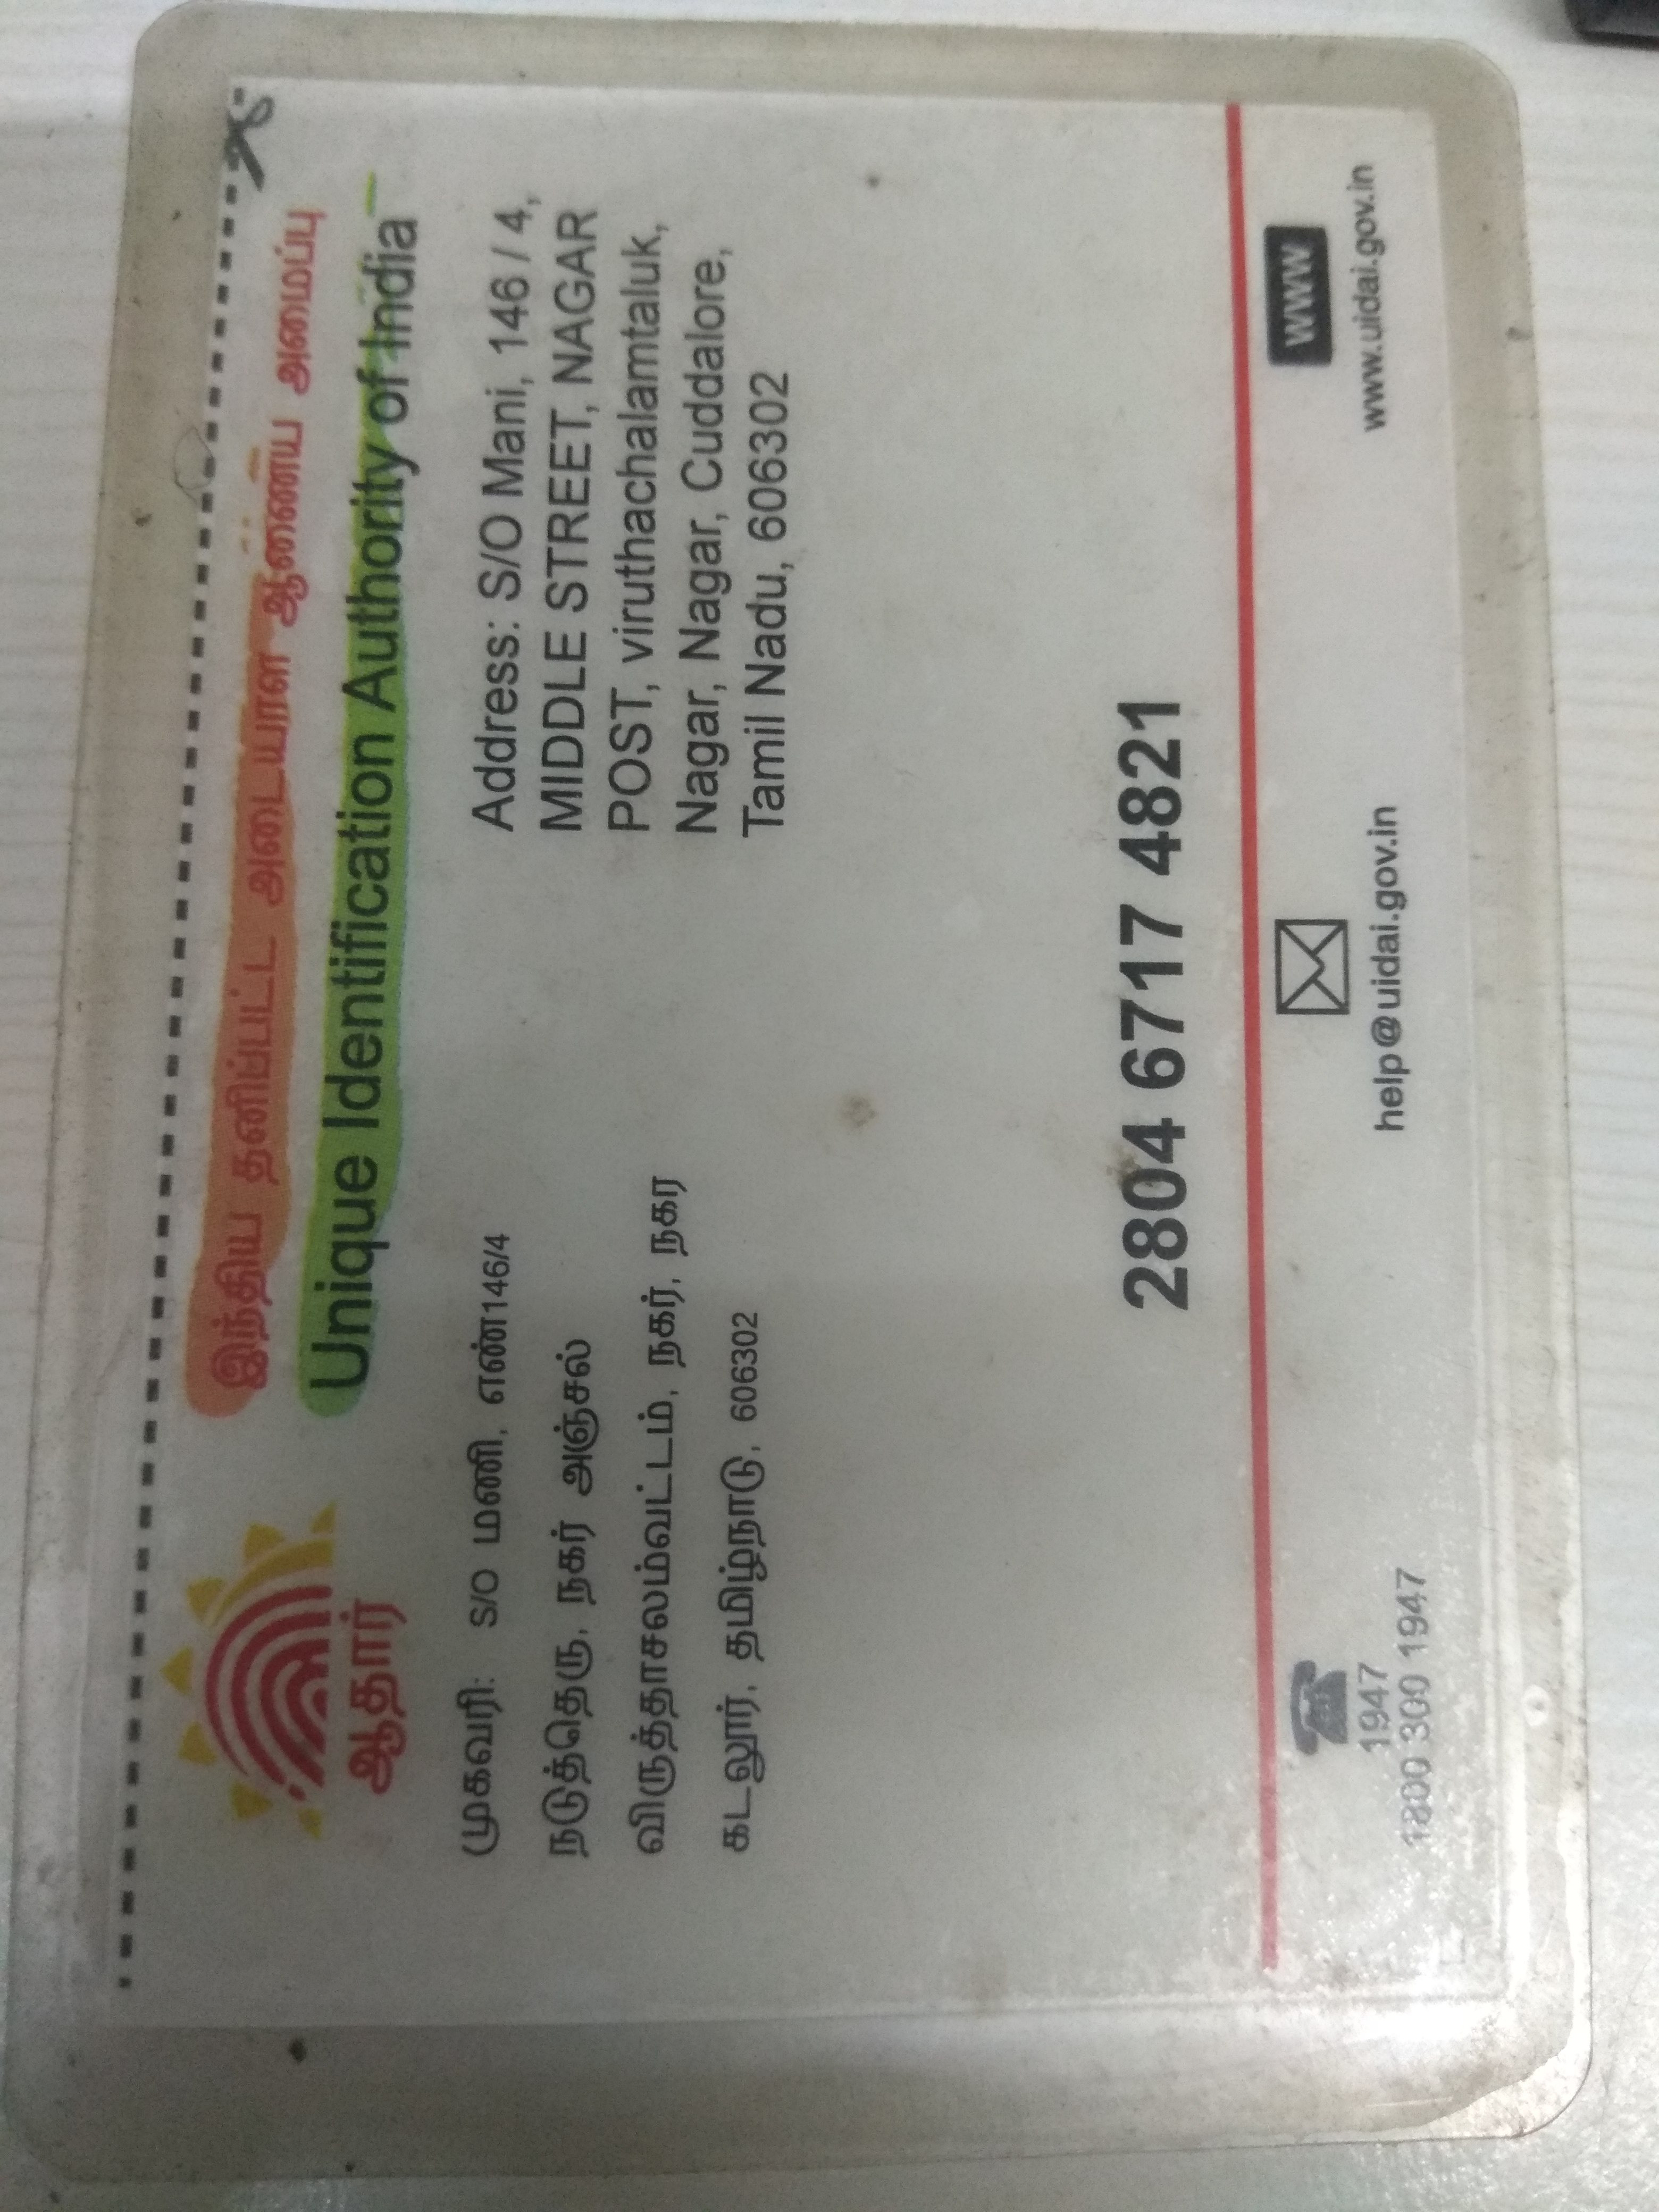 இந்திய தனிப்பட்ட அடையாள ஆணைய அமைப்பு
Unique Identification Authority of India
ஆதார்
முகவரி: S/O மணி, எண்146/4
நடுத்தெரு, நகர் அஞ்சல்
விருத்தாசலம்வட்டம், நகர், நகர
கடலூர், தமிழ்நாடு, 606302
Address: S/O Mani, 146 / 4,
MIDDLE STREET, NAGAR
POST, viruthachalamtaluk,
Nagar, Nagar, Cuddalore,
Tamil Nadu, 606302
2804 6717 4821
1947
1800 300 1947
help@uidai.gov.in
WWW
www.uidai.gov.in